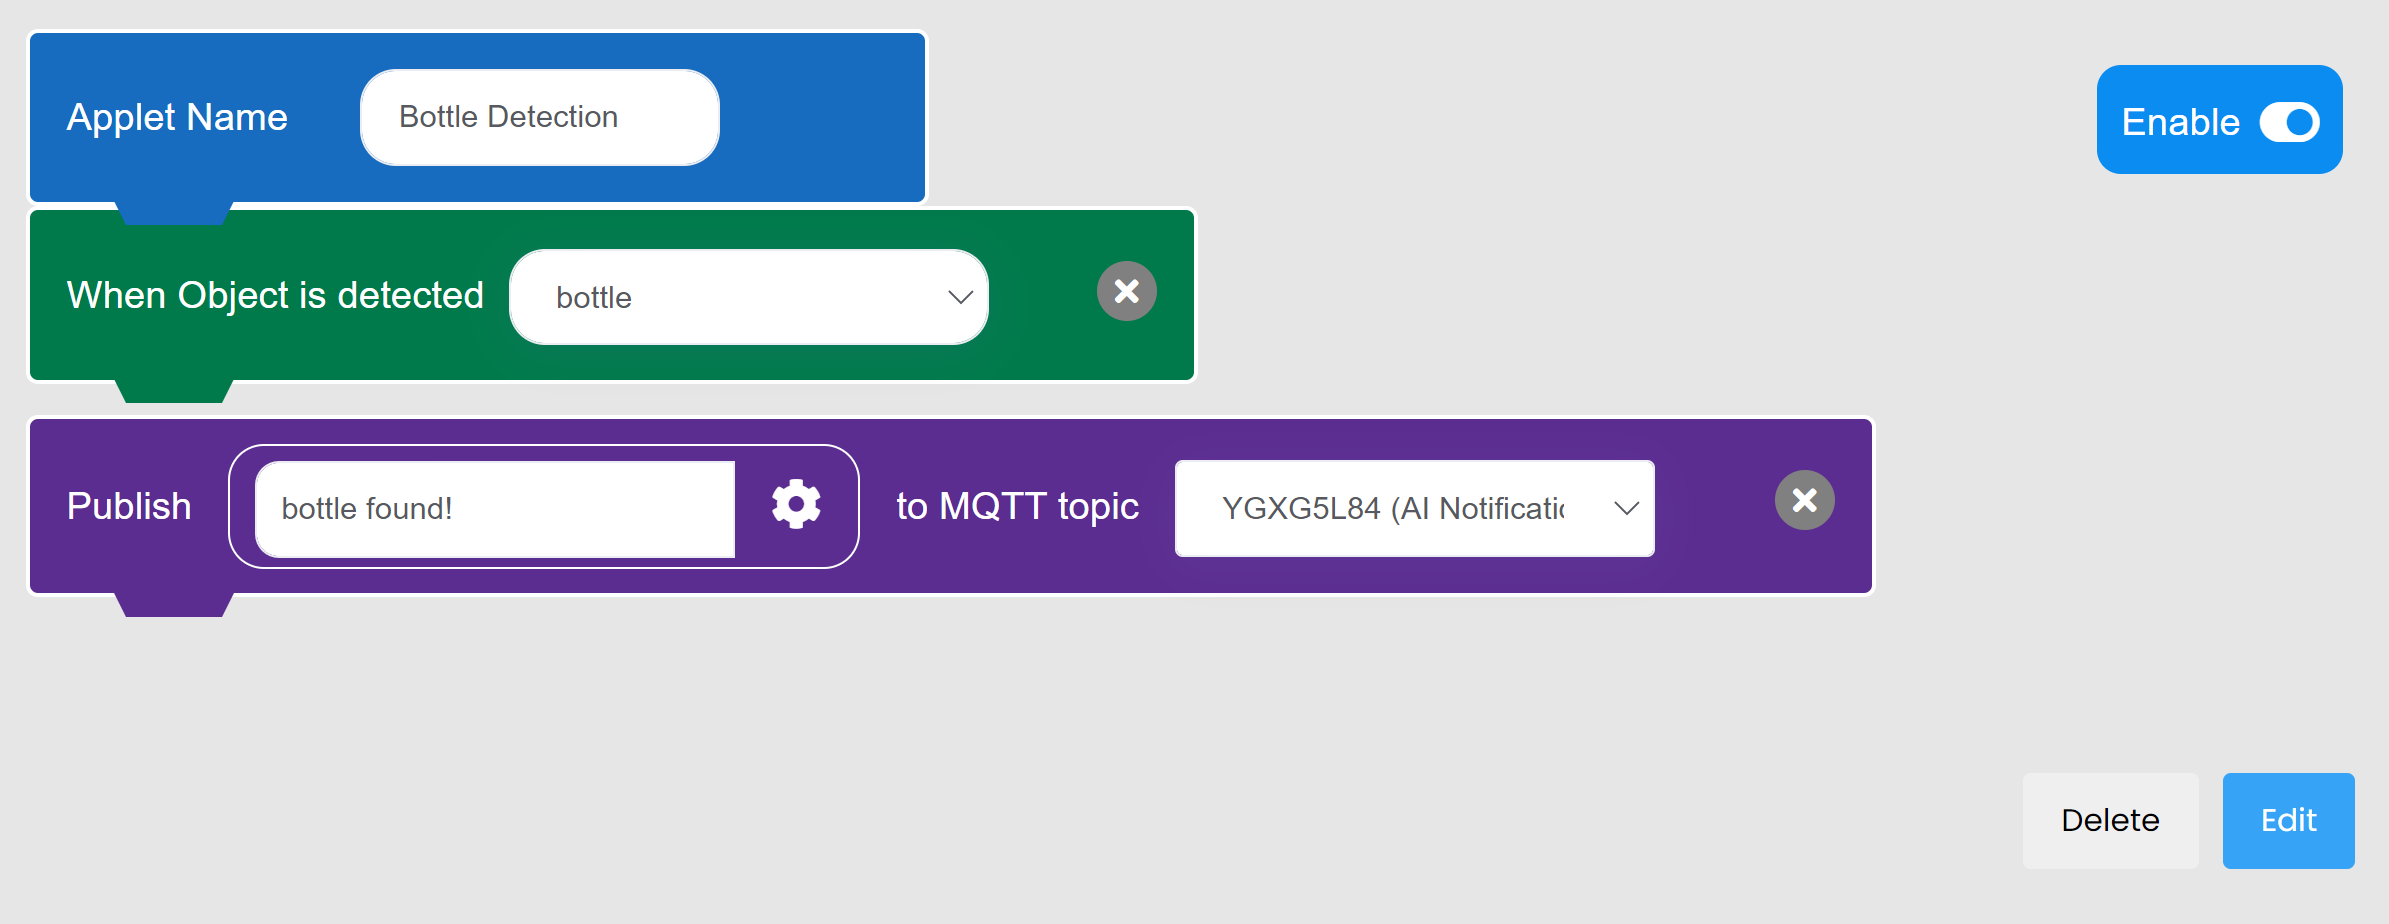 Applet Name Bottle Detection
Enable
When Object is detected bottle
Publish bottle found! to MQTT topic YGXG5L84 (AI Notificatic
Delete Edit